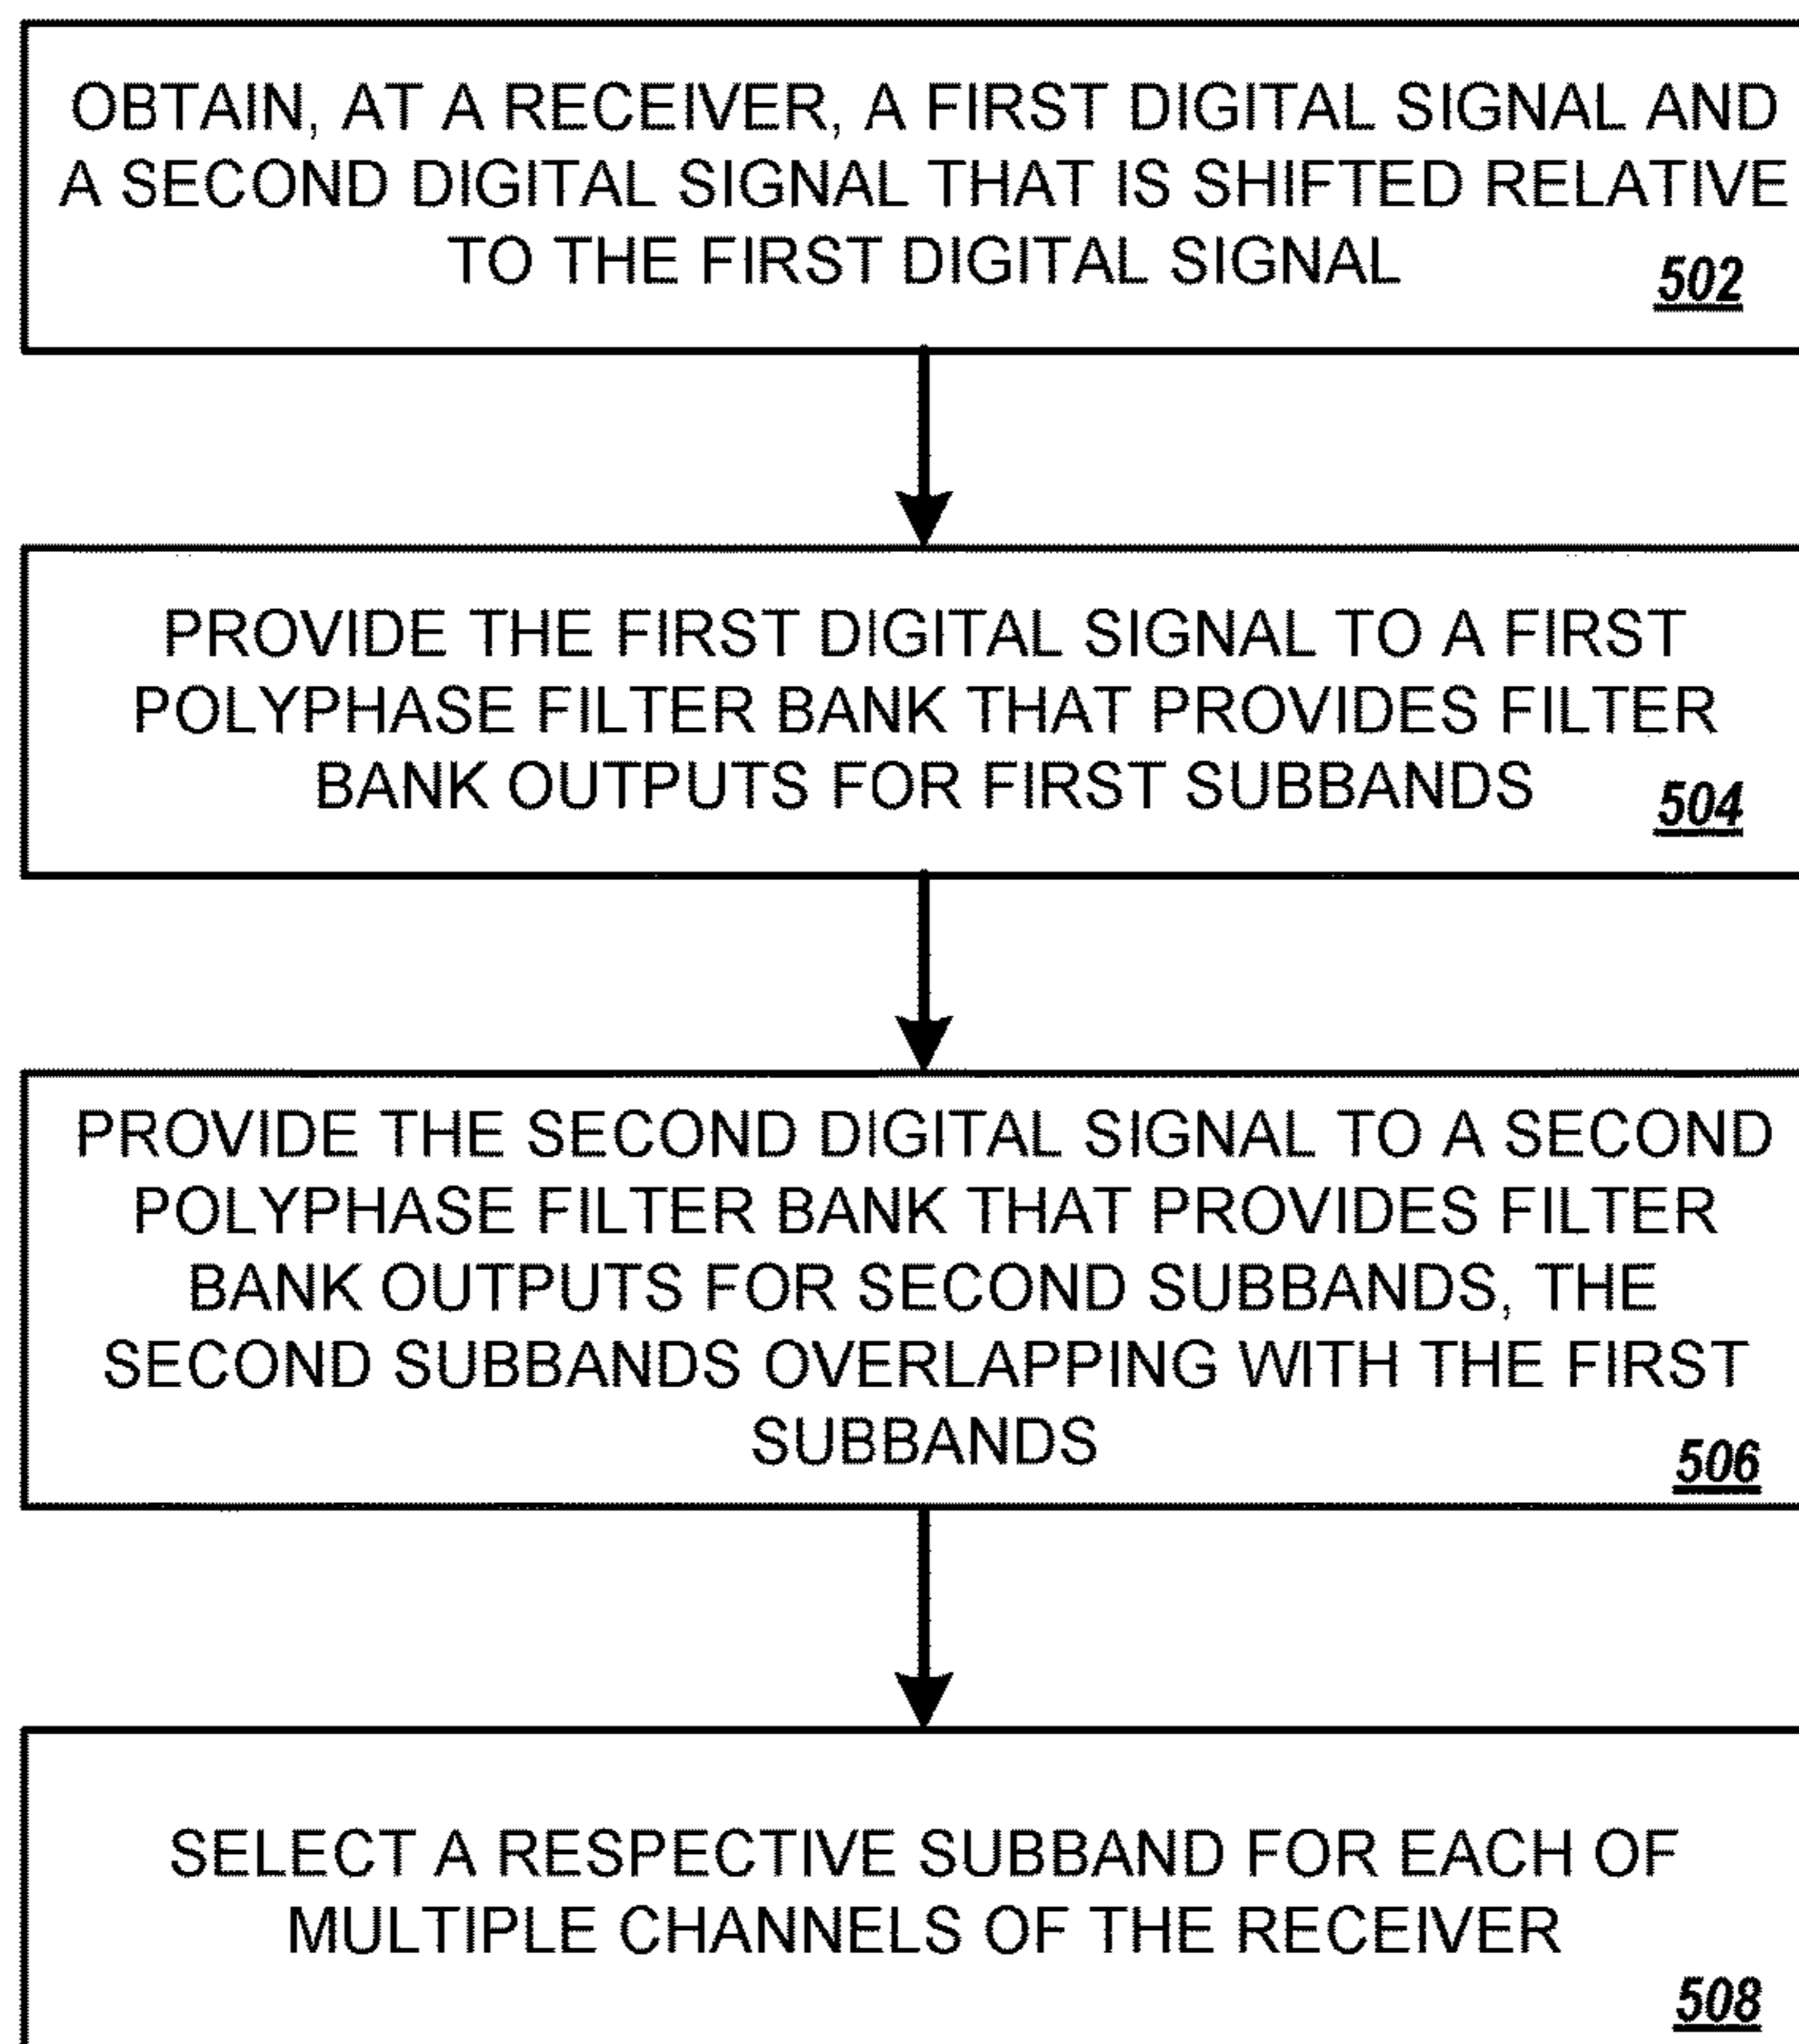 OBTAIN, AT A RECEIVER, A FIRST DIGITAL SIGNAL AND
A SECOND DIGITAL SIGNAL THAT IS SHIFTED RELATIVE
TO THE FIRST DIGITAL SIGNAL
502
PROVIDE THE FIRST DIGITAL SIGNAL TO A FIRST
POLYPHASE FILTER BANK THAT PROVIDES FILTER
BANK OUTPUTS FOR FIRST SUBBANDS
504
PROVIDE THE SECOND DIGITAL SIGNAL TO A SECOND
POLYPHASE FILTER BANK THAT PROVIDES FILTER
BANK OUTPUTS FOR SECOND SUBBANDS, THE
SECOND SUBBANDS OVERLAPPING WITH THE FIRST
SUBBANDS
506
SELECT A RESPECTIVE SUBBAND FOR EACH OF
MULTIPLE CHANNELS OF THE RECEIVER
508